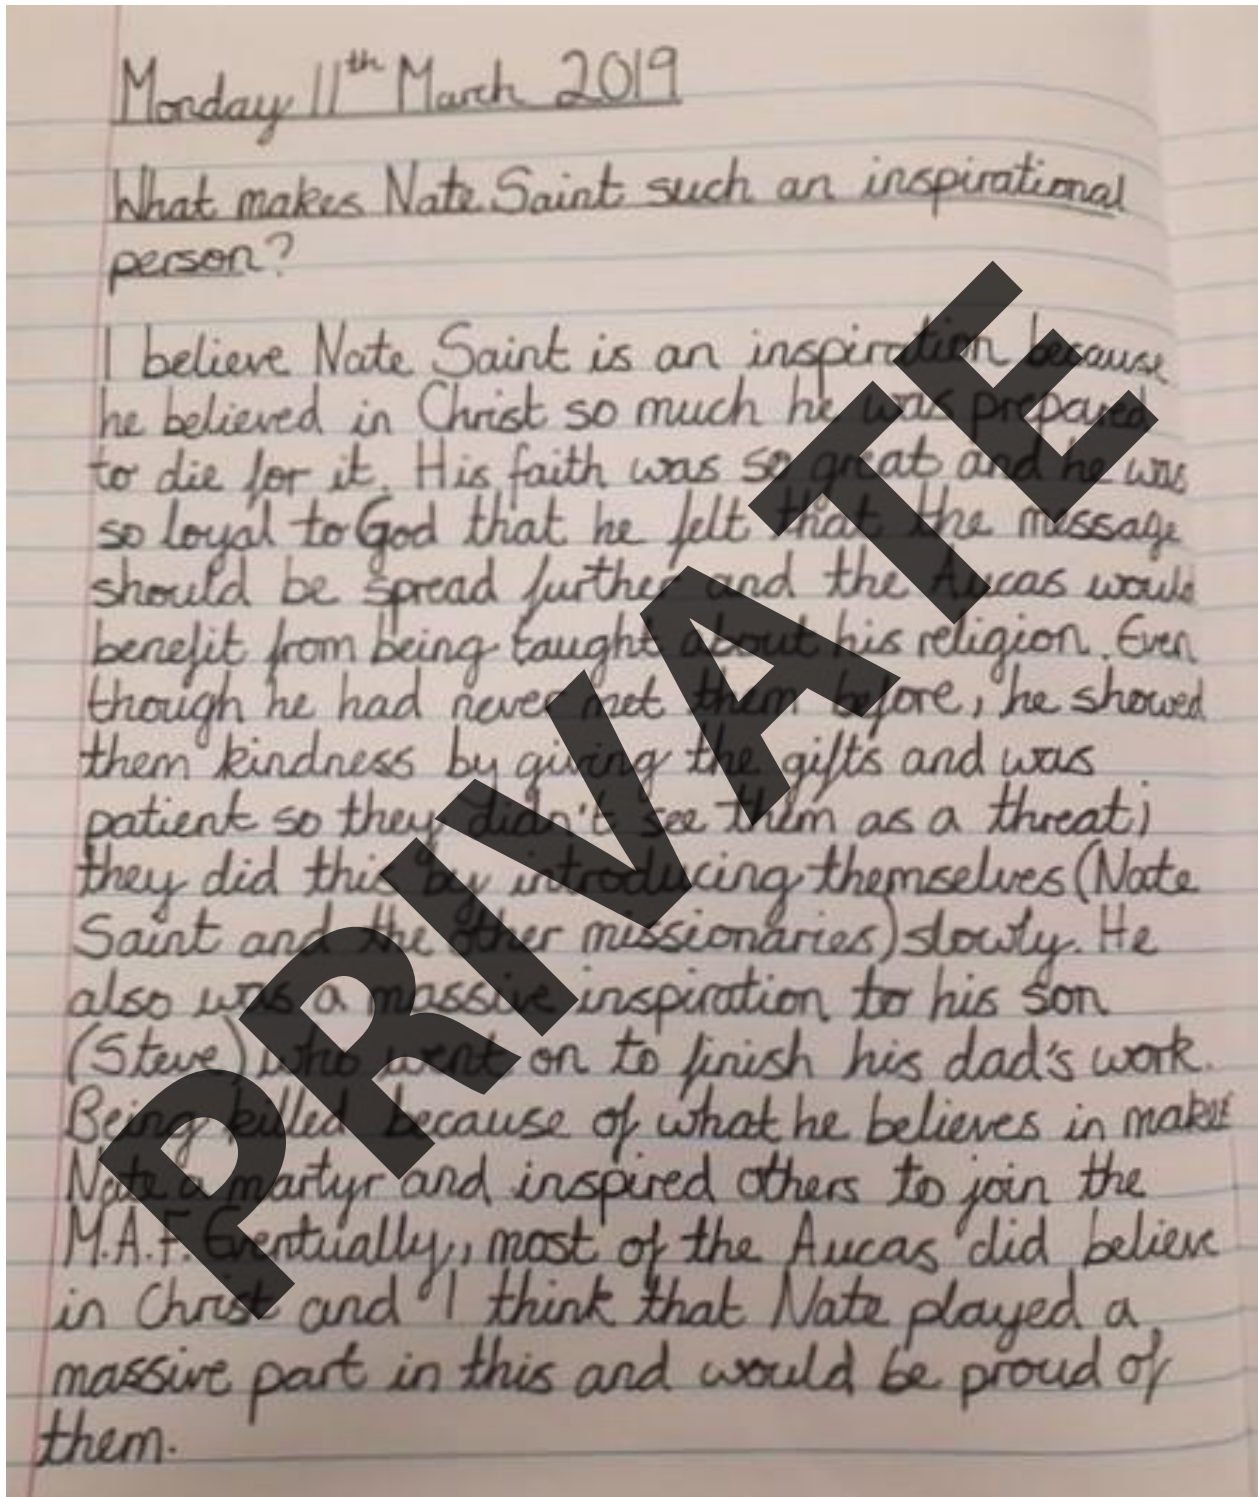 Monday 11th March 2019
What makes Nate Saint such an inspirational
person?
I believe Nate Saint is an inspiration because
he believed in Christ so much he was prepared
to die for it. His faith was so great and he was
so loyal to God that he felt that the message
should be spread further and the Aucas would
benefit from being taught about his religion. Even
though he had never met them before, he showed
them kindness by giving the gifts and was
patient so they didn't see them as a threat;
they did this by introducing themselves (Nate
Saint and the other missionaries) slowly. He
also was a massive inspiration to his son
(Steve) who went on to finish his dad's work.
Being killed because of what he believes in makes
Nate a martyr and inspired others to join the
M.A.F. Eventually, most of the Aucas did believe
in Christ and I think that Nate played a
massive part in this and would be proud of
them.
PRIVATE